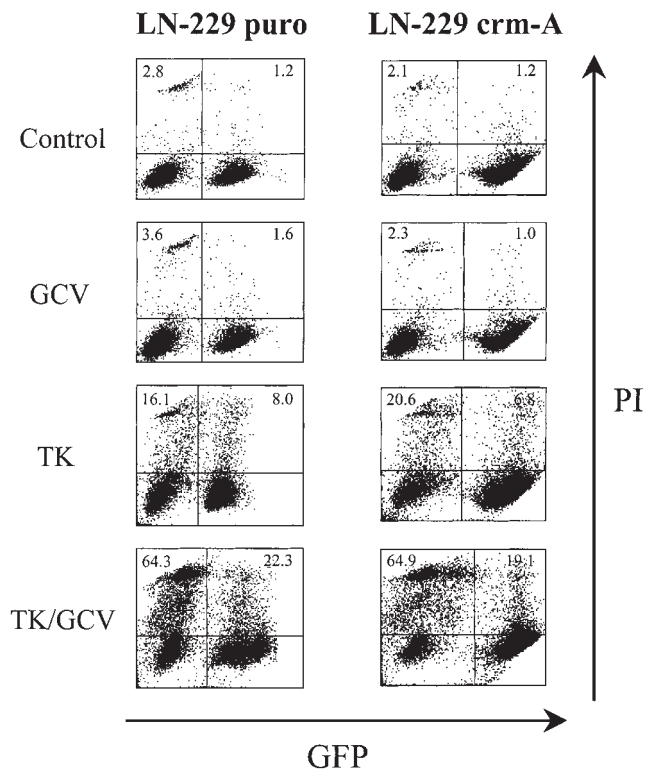 LN-229 puro LN-229 crm-A
Control
2.8 1.2 2.1 1.2
GCV
3.6 1.6 2.3 1.0
TK
16.1 8.0 20.6 6.8
TK/GCV
64.3 22.3 64.9 19.1
PI
GFP